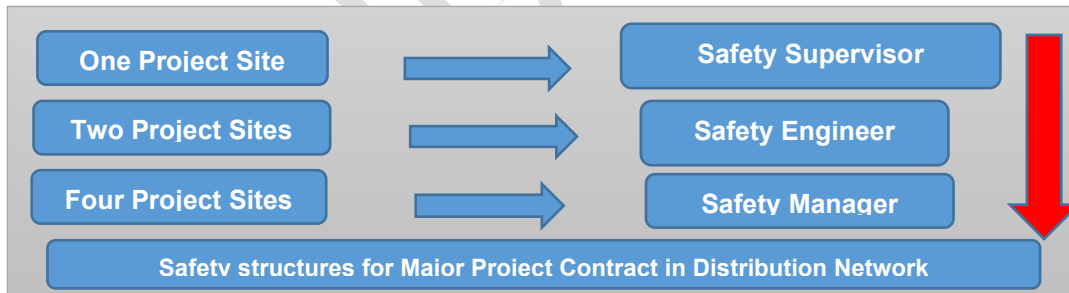 One Project Site
Safety Supervisor
Two Project Sites
Safety Engineer
Four Project Sites
Safety Manager
Safety structures for Major Project Contract in Distribution Network